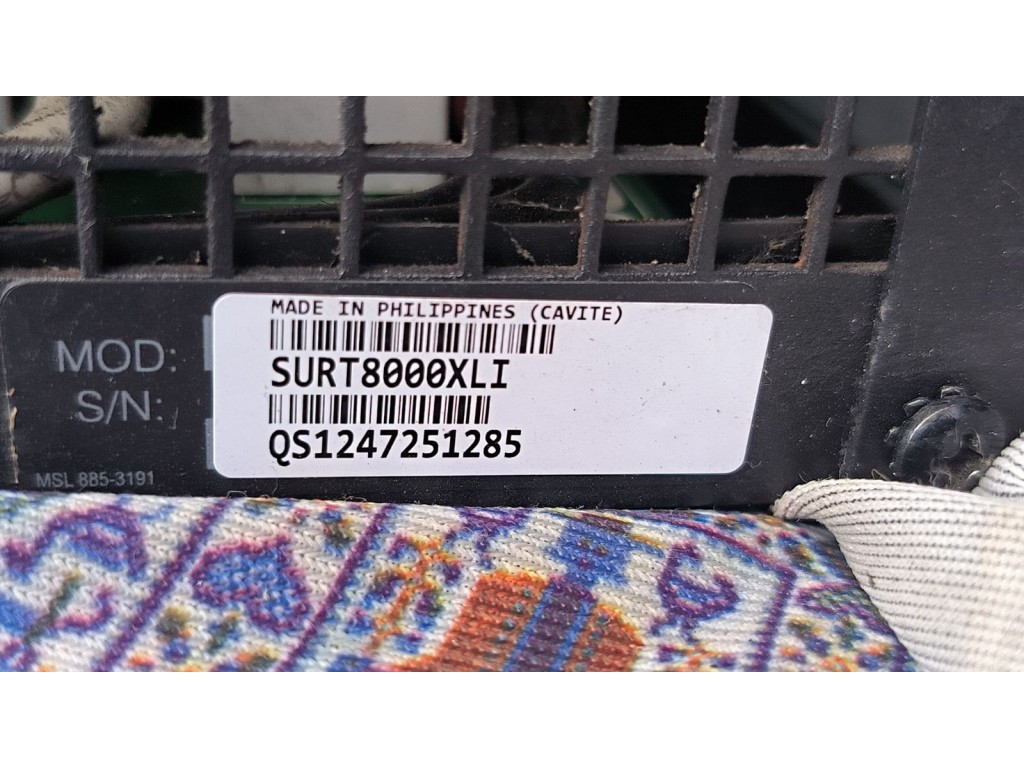 MADE IN PHILIPPINES (CAVITE)
MOD: SURT8000XLI
S/N: QS1247251285
MSL 885-3191